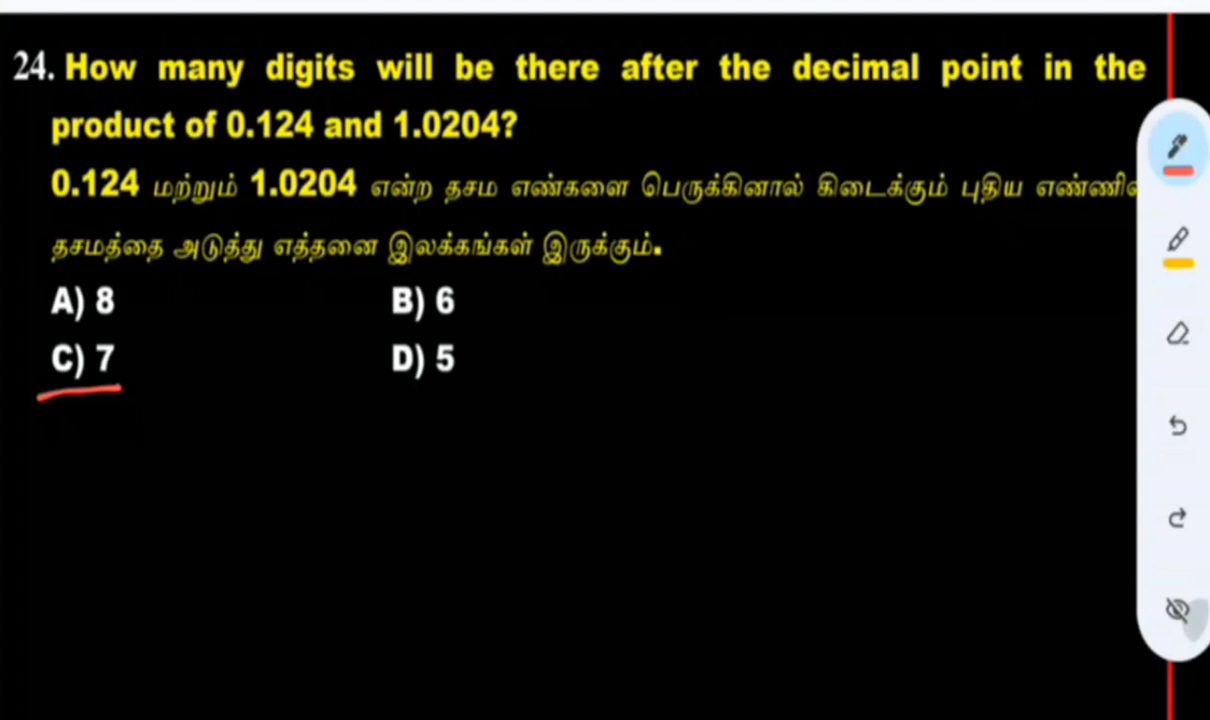 24. How many digits will be there after the decimal point in the
product of 0.124 and 1.0204?
0.124 மற்றும் 1.0204 என்ற தசம எண்களை பெருக்கினால் கிடைக்கும் புதிய
தசமத்தை அடுத்து எத்தனை இலக்கங்கள் இருக்கும்.
A) 8 B) 6
C) 7 D) 5